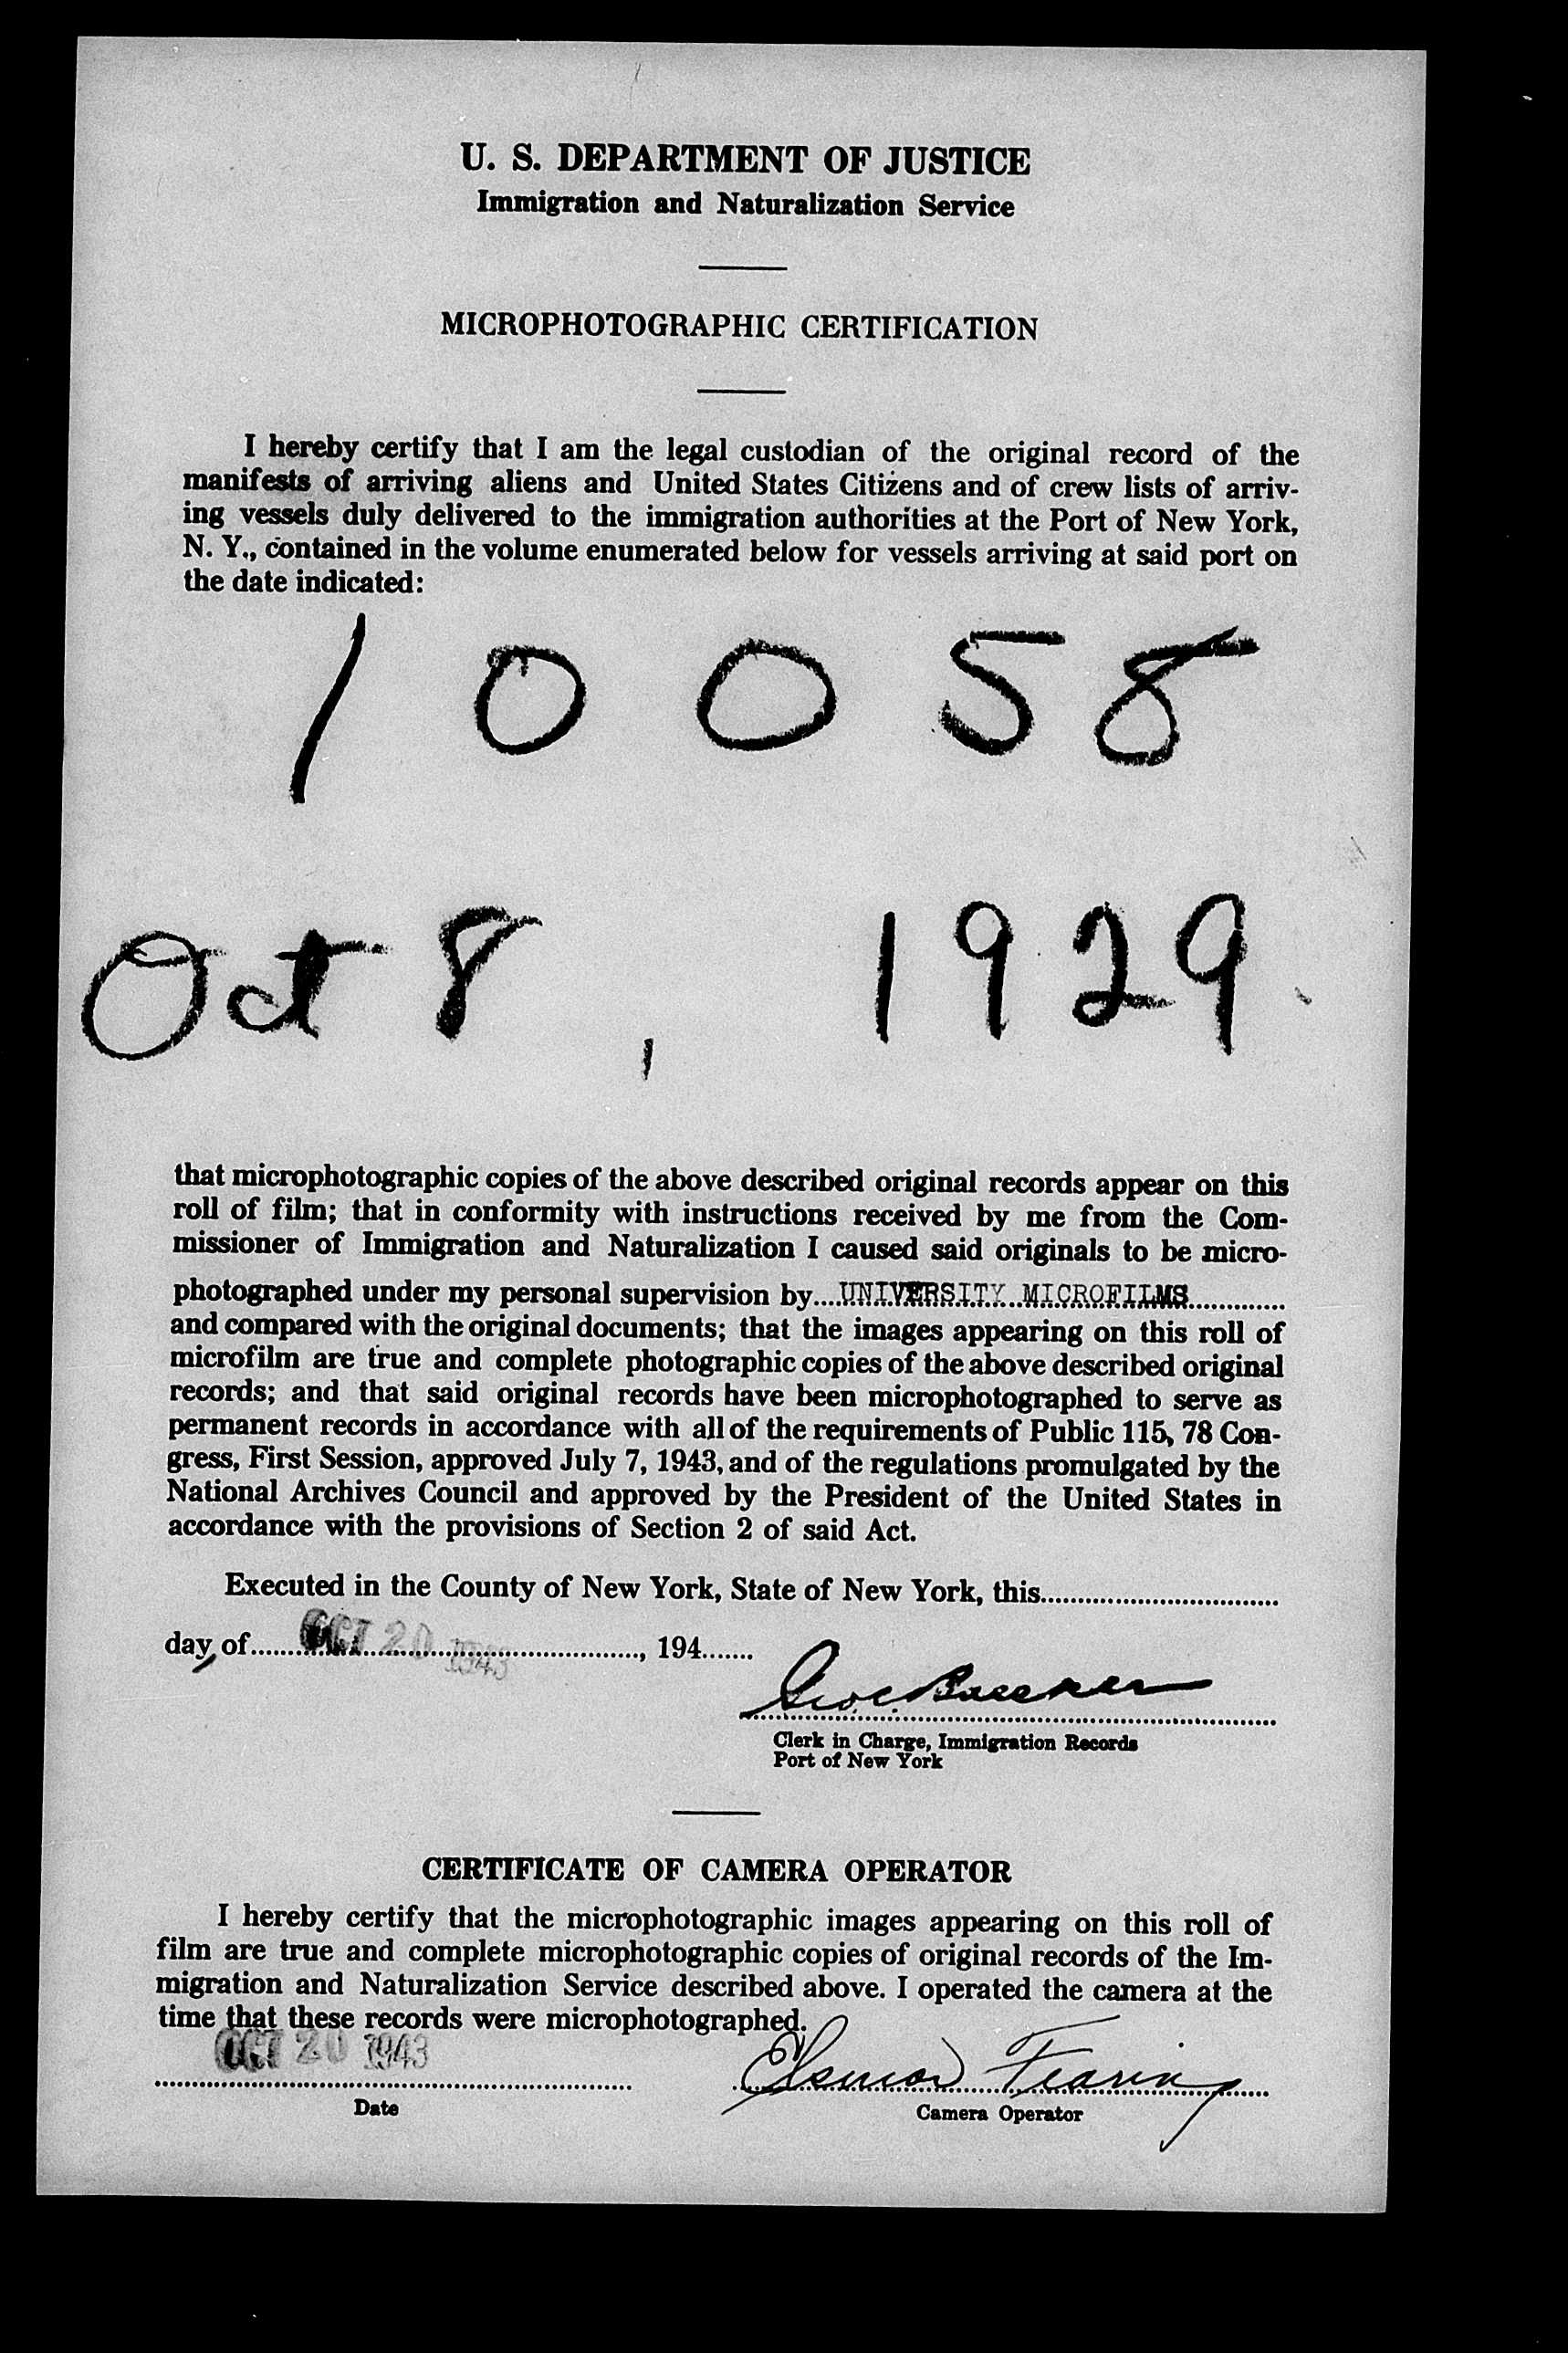 U. S. DEPARTMENT OF JUSTICE
Immigration and Naturalization Service
MICROPHOTOGRAPHIC CERTIFICATION
I hereby certify that I am the legal custodian of the original record of the
manifests of arriving aliens and United States Citizens and of crew lists of arriv-
ing vessels duly delivered to the immigration authorities at the Port of New York,
N. Y., contained in the volume enumerated below for vessels arriving at said port on
the date indicated:
10058
Oct 8, 1929
that microphotographic copies of the above described original records appear on this
roll of film; that in conformity with instructions received by me from the Com-
missioner of Immigration and Naturalization I caused said originals to be micro-
photographed under my personal supervision by....UNIVERSITY MICROFILMS.............
and compared with the original documents; that the images appearing on this roll of
microfilm are true and complete photographic copies of the above described original
records; and that said original records have been microphotographed to serve as
permanent records in accordance with all of the requirements of Public 115, 78 Con-
gress, First Session, approved July 7, 1943, and of the regulations promulgated by the
National Archives Council and approved by the President of the United States in
accordance with the provisions of Section 2 of said Act.
Executed in the County of New York, State of New York, this................................
day of......OCT 20 1943......, 194.......
Geo. C.
Clerk in Charge, Immigration Records
Port of New York
CERTIFICATE OF CAMERA OPERATOR
I hereby certify that the microphotographic images appearing on this roll of
film are true and complete microphotographic copies of original records of the Im-
migration and Naturalization Service described above. I operated the camera at the
time that these records were microphotographed.
OCT 20 1943
Fearing
Date
Camera Operator